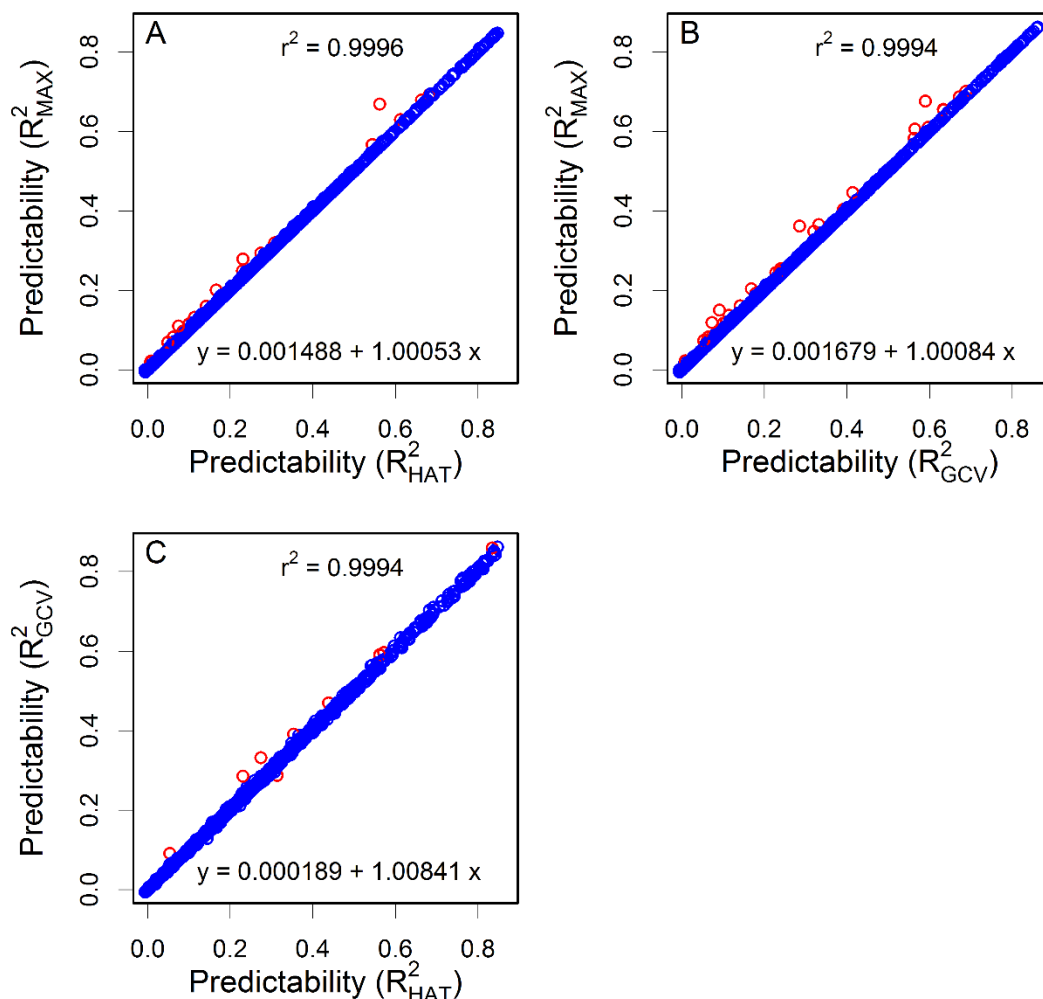 A
r² = 0.9996
Predictability (R²MAX)
0.8
0.6
0.4
0.2
0.0
y = 0.001488 + 1.00053 x
0.0 0.2 0.4 0.6 0.8
Predictability (R²HAT)
B
r² = 0.9994
Predictability (R²MAX)
0.8
0.6
0.4
0.2
0.0
y = 0.001679 + 1.00084 x
0.0 0.2 0.4 0.6 0.8
Predictability (R²GCV)
C
r² = 0.9994
Predictability (R²GCV)
0.8
0.6
0.4
0.2
0.0
y = 0.000189 + 1.00841 x
0.0 0.2 0.4 0.6 0.8
Predictability (R²HAT)